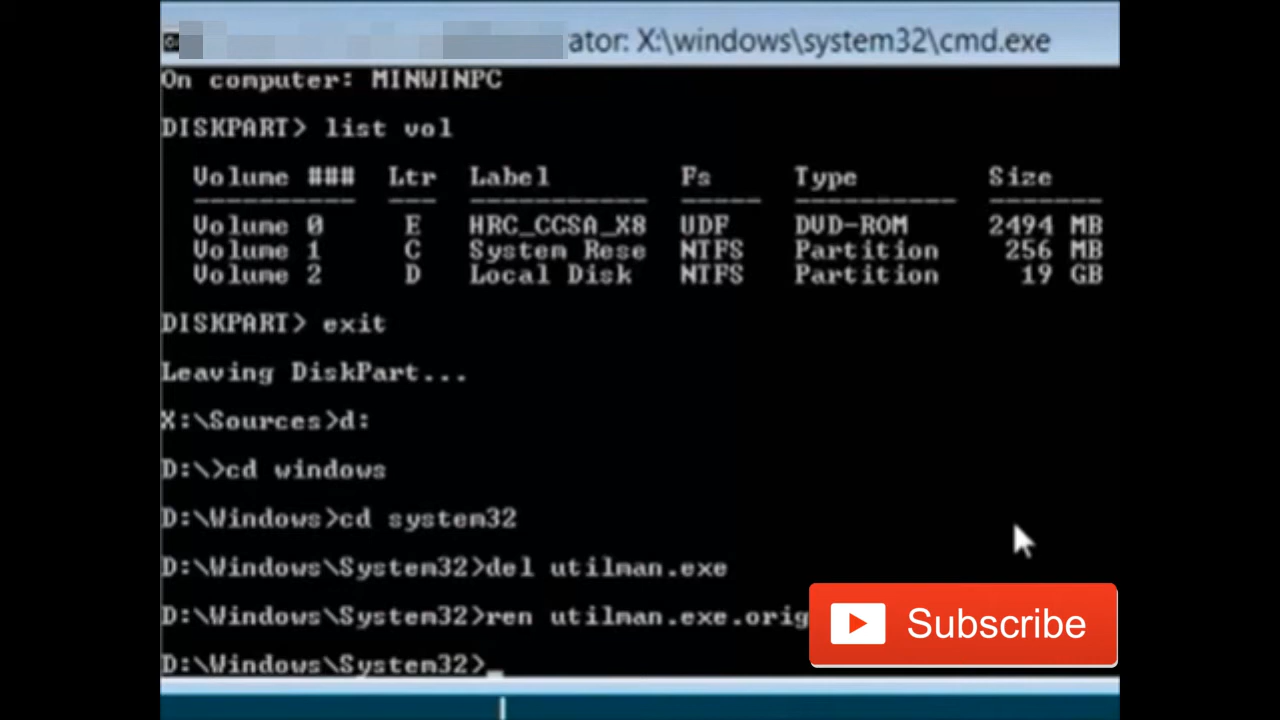 ator: X:\windows\system32\cmd.exe
On computer: MINWINPC
DISKPART> list vol
Volume ### Ltr Label Fs Type Size
---------- --- ----------- ----- ---------- -------
Volume 0 E HRC_CCSA_X8 UDF DVD-ROM 2494 MB
Volume 1 C System Rese NTFS Partition 256 MB
Volume 2 D Local Disk NTFS Partition 19 GB
DISKPART> exit
Leaving DiskPart...
X:\Sources>d:
D:\>cd windows
D:\Windows>cd system32
D:\Windows\System32>del utilman.exe
D:\Windows\System32>ren utilman.exe.orig
Subscribe
D:\Windows\System32>_